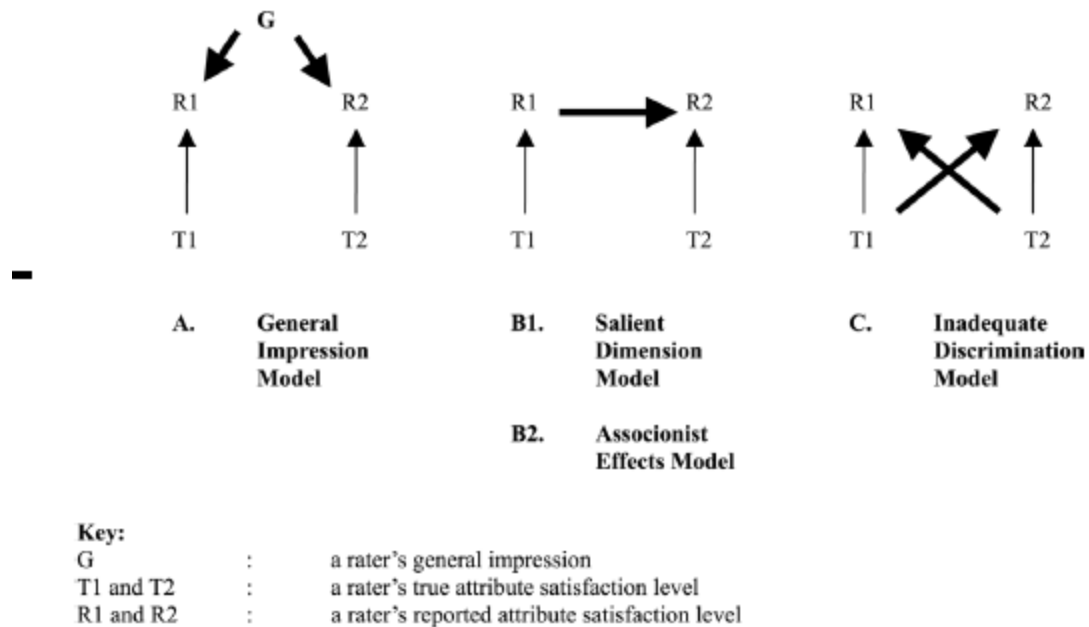 G
R1 R2 R1 R2 R1 R2
T1 T2 T1 T2 T1 T2
A. General B1. Salient C. Inadequate
Impression Dimension Discrimination
Model Model Model
B2. Associonist
Effects Model
Key:
G : a rater's general impression
T1 and T2 : a rater's true attribute satisfaction level
R1 and R2 : a rater's reported attribute satisfaction level